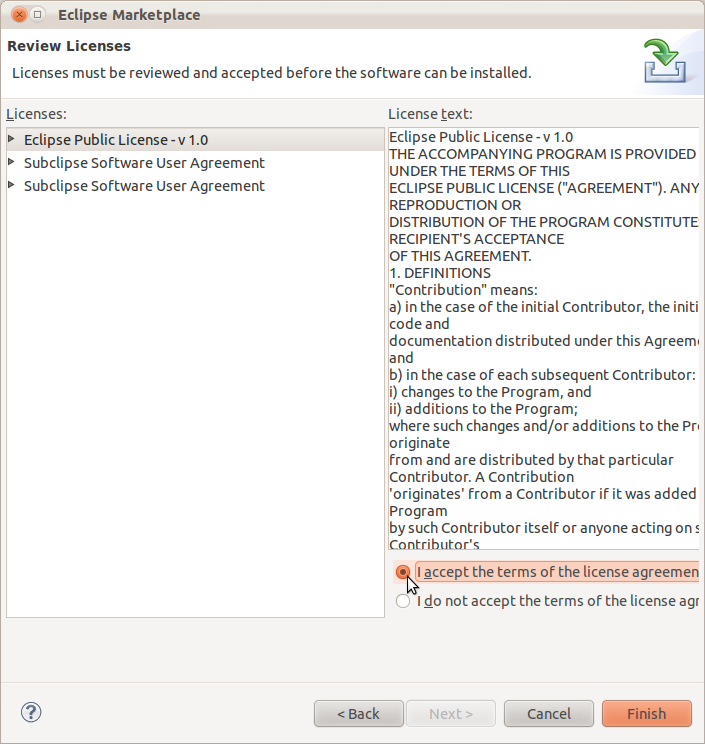 Eclipse Marketplace
Review Licenses
Licenses must be reviewed and accepted before the software can be installed.
Licenses:
Eclipse Public License - v 1.0
Subclipse Software User Agreement
Subclipse Software User Agreement
License text:
Eclipse Public License - v 1.0
THE ACCOMPANYING PROGRAM IS PROVIDED
UNDER THE TERMS OF THIS
ECLIPSE PUBLIC LICENSE ("AGREEMENT"). ANY
REPRODUCTION OR
DISTRIBUTION OF THE PROGRAM CONSTITUTE
RECIPIENT'S ACCEPTANCE
OF THIS AGREEMENT.
1. DEFINITIONS
"Contribution" means:
a) in the case of the initial Contributor, the initi
code and
documentation distributed under this Agreeme
and
b) in the case of each subsequent Contributor:
i) changes to the Program, and
ii) additions to the Program;
where such changes and/or additions to the Pr
originate
from and are distributed by that particular
Contributor. A Contribution
'originates' from a Contributor if it was added
Program
by such Contributor itself or anyone acting on s
Contributor's
I accept the terms of the license agreemen
I do not accept the terms of the license agr
< Back
Next >
Cancel
Finish